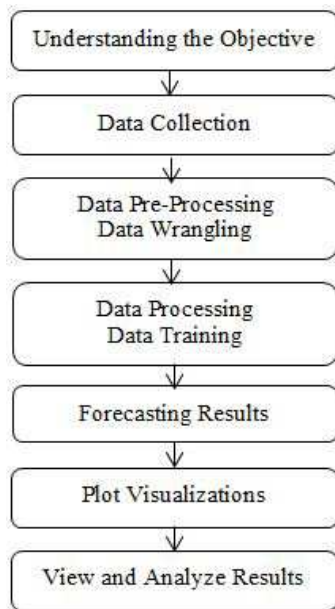 Understanding the Objective
Data Collection
Data Pre-Processing
Data Wrangling
Data Processing
Data Training
Forecasting Results
Plot Visualizations
View and Analyze Results